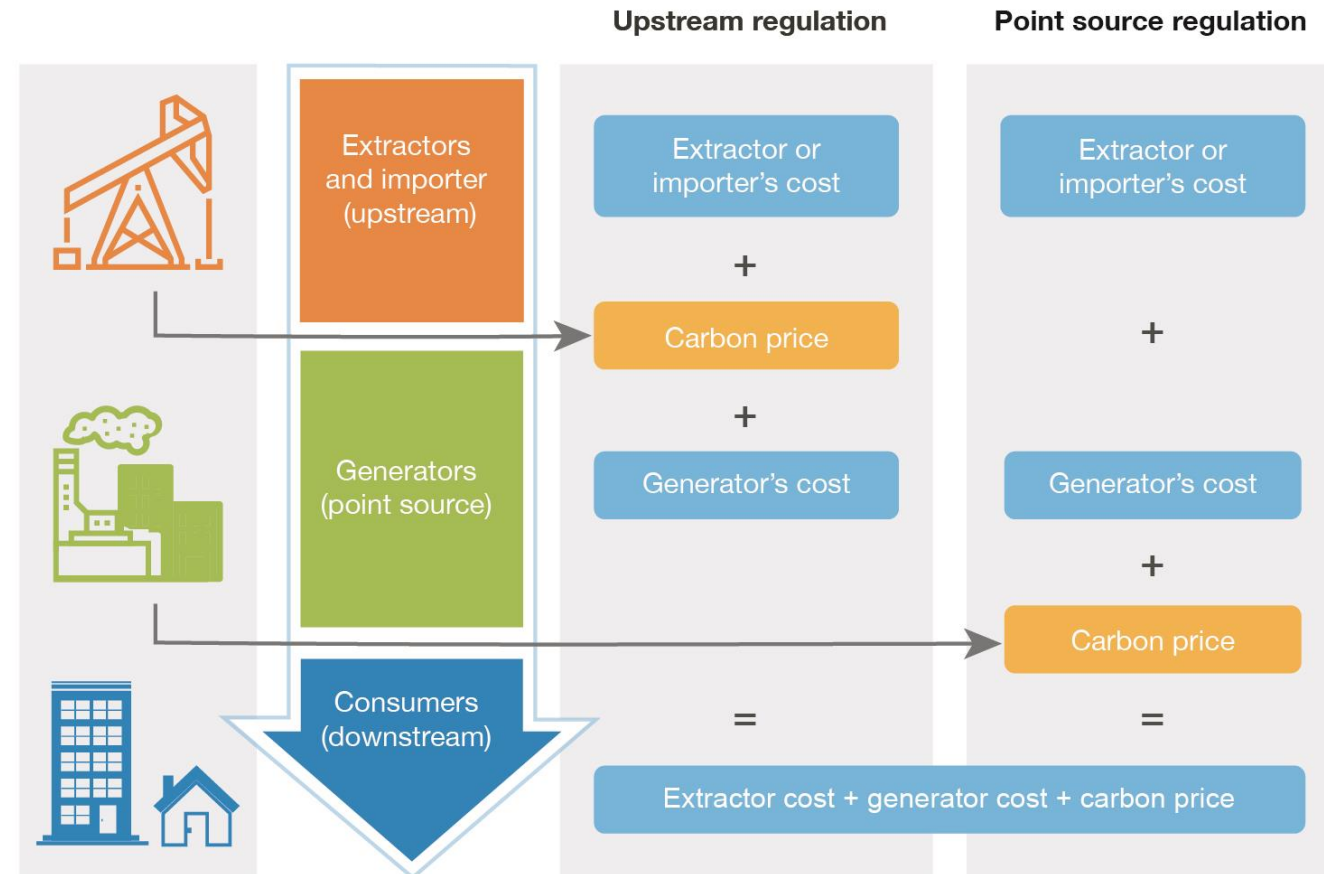 Upstream regulation
Point source regulation
Extractors
and importer
(upstream)
Extractor or
importer’s cost
Extractor or
importer’s cost
+
Carbon price
+
+
Generators
(point source)
Generator’s cost
Generator’s cost
+
Carbon price
Consumers
(downstream)
=
=
Extractor cost + generator cost + carbon price